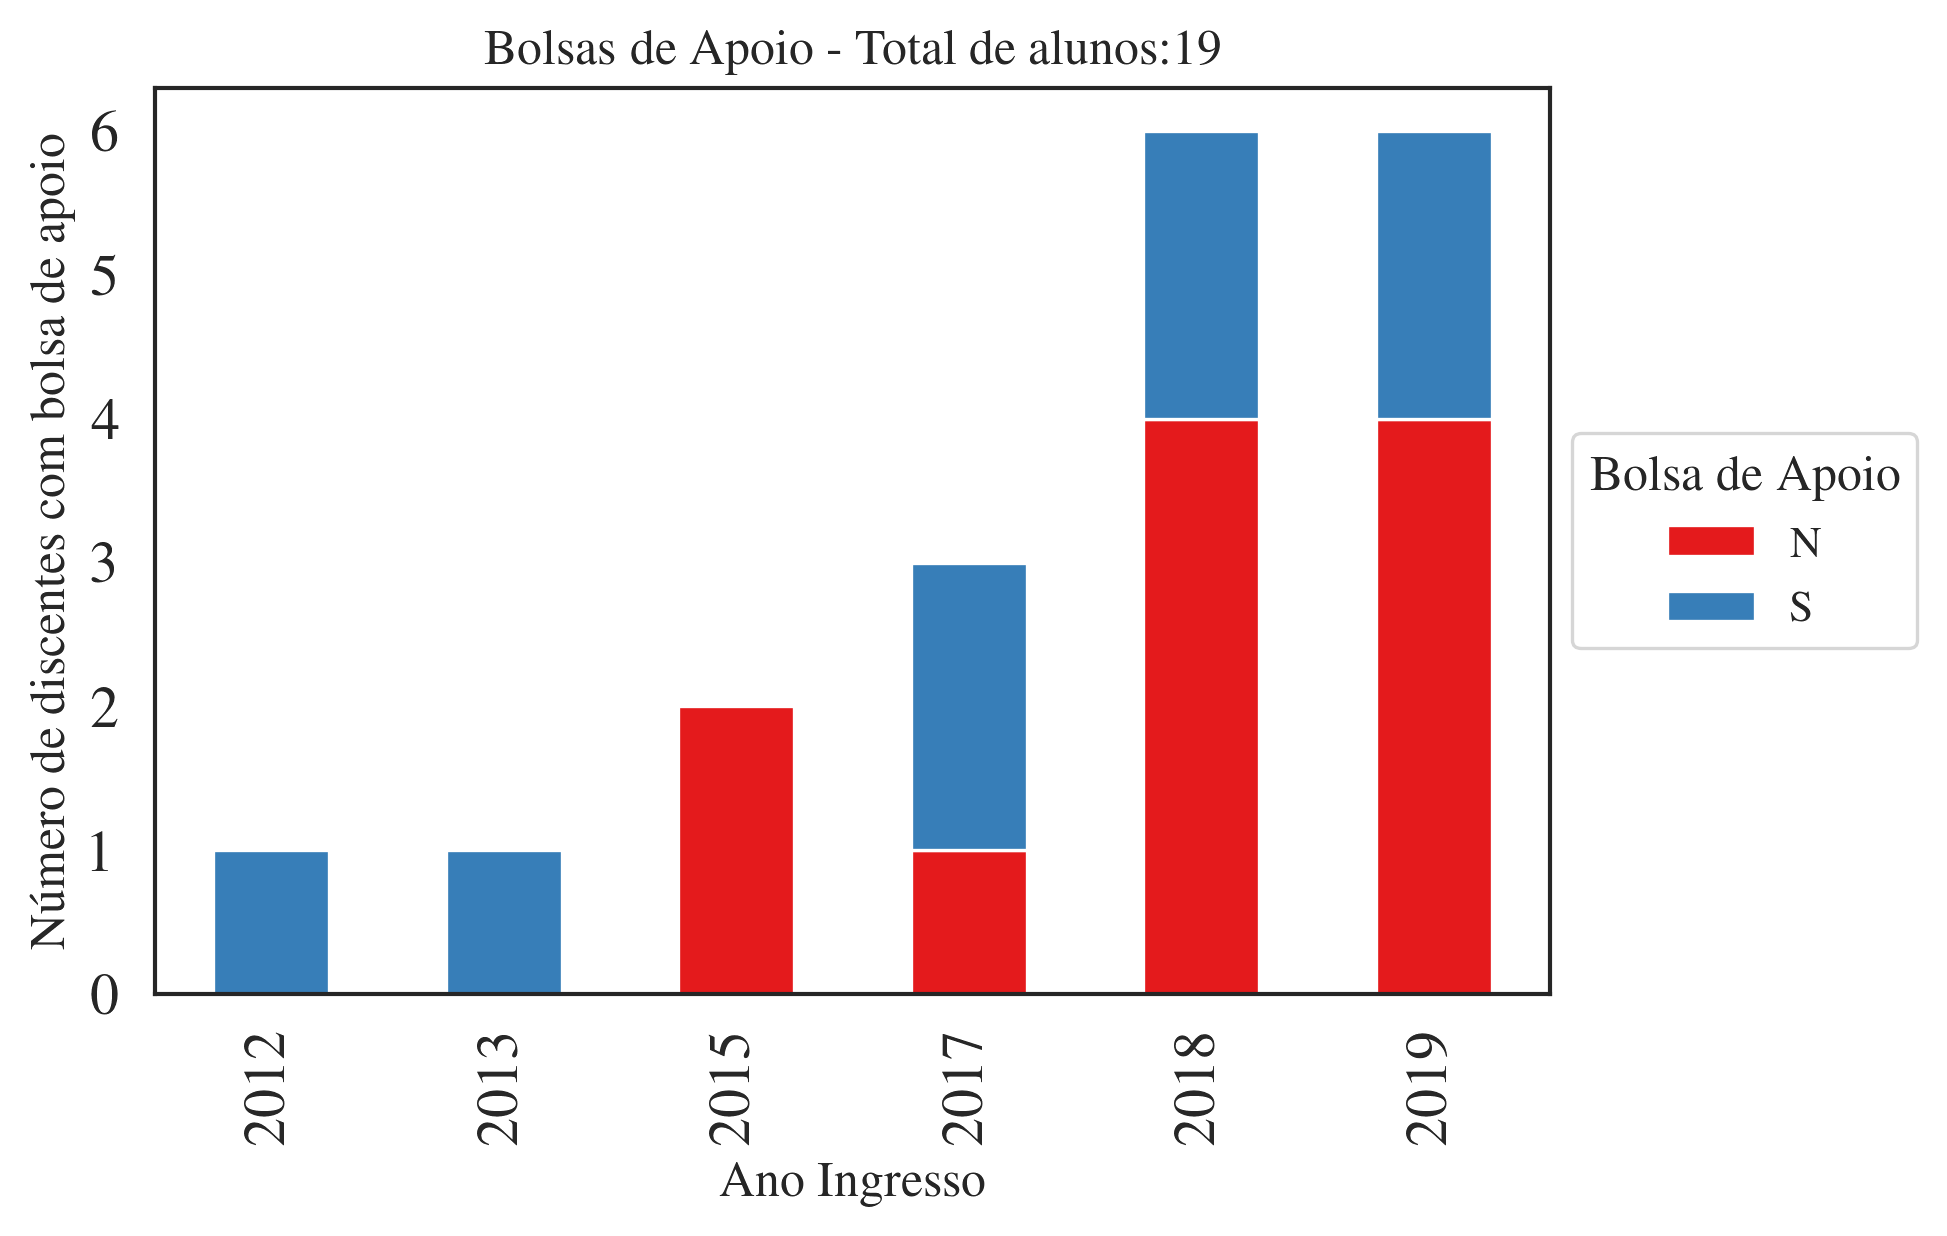 Bolsas de Apoio - Total de alunos:19
Número de discentes com bolsa de apoio
6
5
4
3
2
1
0
2012
2013
2015
2017
2018
2019
Ano Ingresso
Bolsa de Apoio
N
S